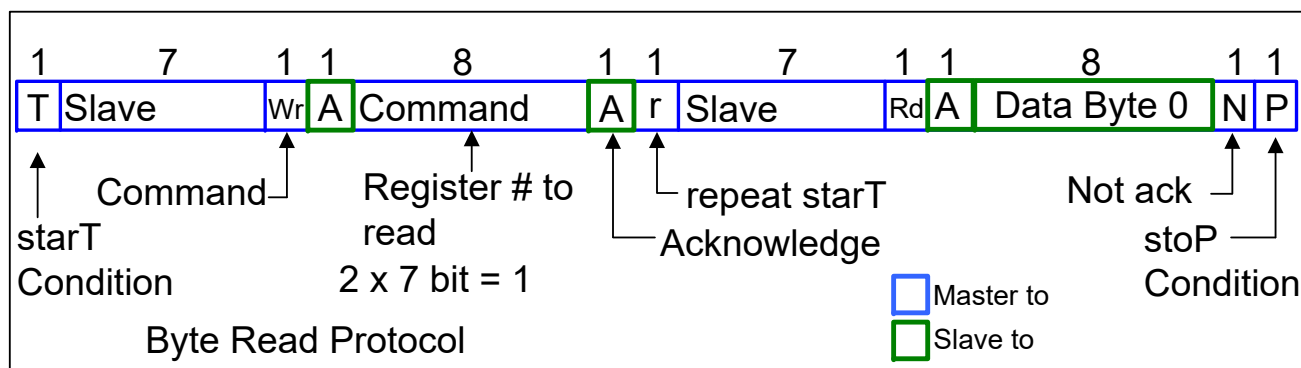 1 7 1 1 8 1 1 7 1 1 8 1 1
T Slave Wr A Command A r Slave Rd A Data Byte 0 N P
Command
Register # to
read
2 x 7 bit = 1
repeat starT
Acknowledge
Not ack
starT
Condition
stoP
Condition
Master to
Slave to
Byte Read Protocol